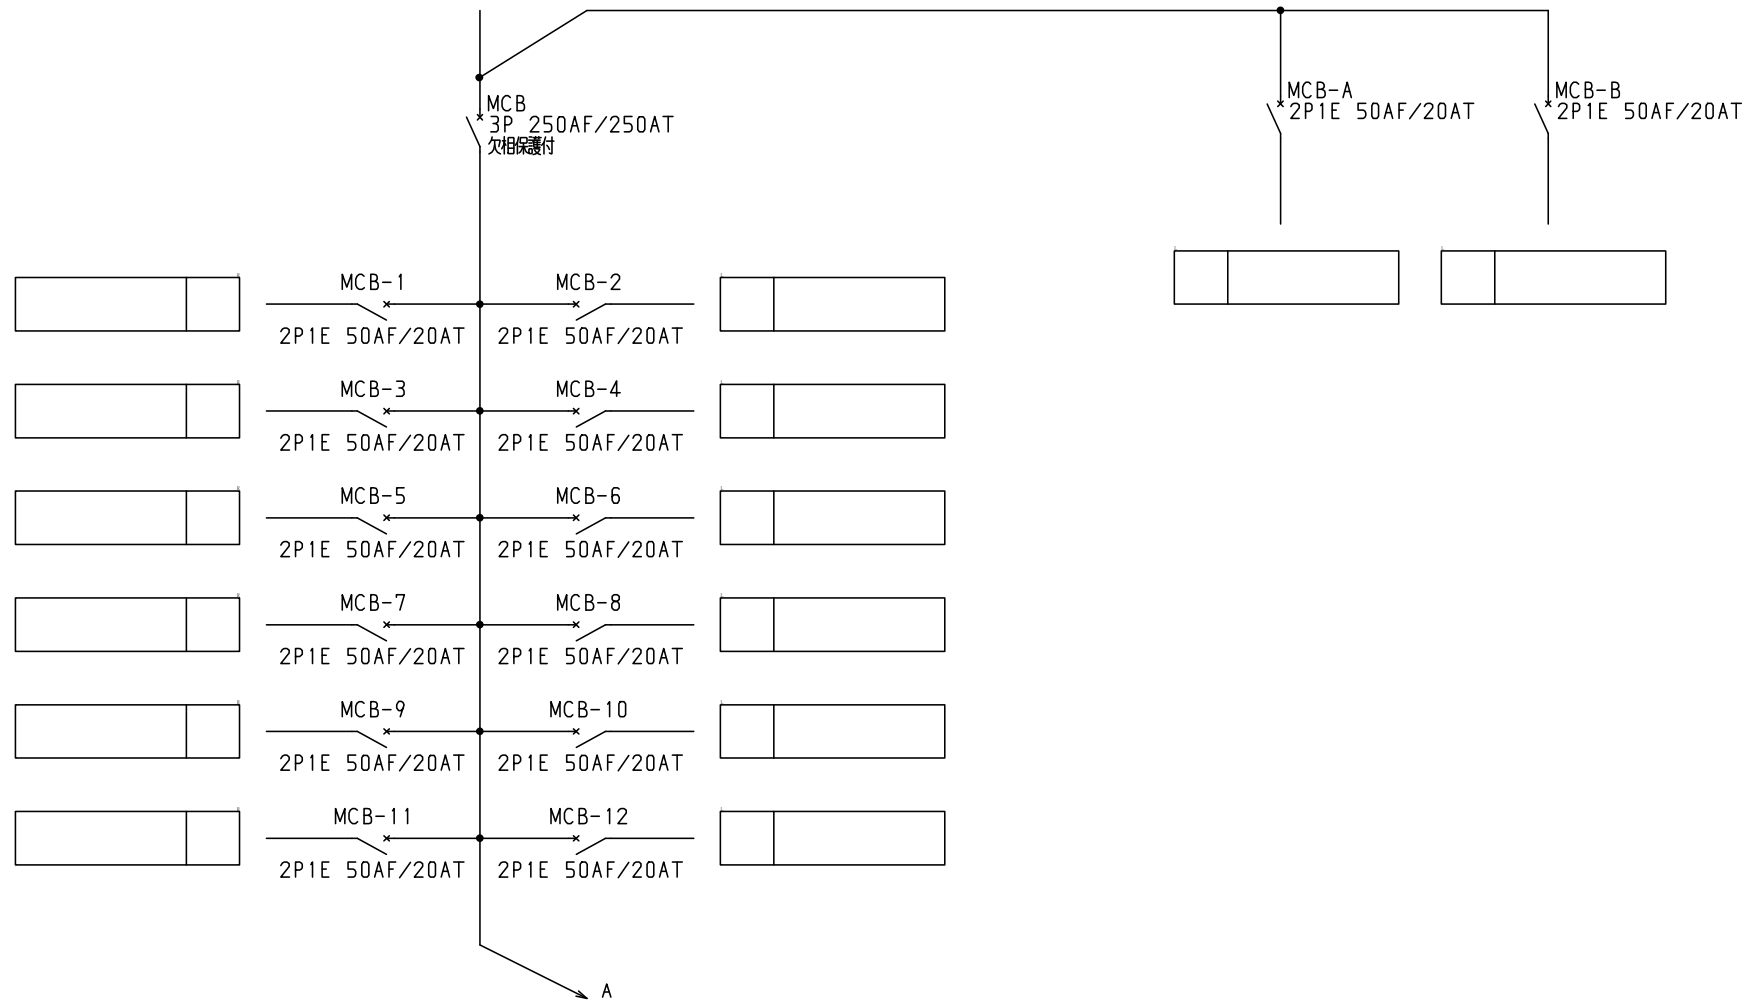 MCB
3P 250AF/250AT
欠相保護付
MCB-A
2P1E 50AF/20AT
MCB-B
2P1E 50AF/20AT
MCB-1
2P1E 50AF/20AT
MCB-2
2P1E 50AF/20AT
MCB-3
2P1E 50AF/20AT
MCB-4
2P1E 50AF/20AT
MCB-5
2P1E 50AF/20AT
MCB-6
2P1E 50AF/20AT
MCB-7
2P1E 50AF/20AT
MCB-8
2P1E 50AF/20AT
MCB-9
2P1E 50AF/20AT
MCB-10
2P1E 50AF/20AT
MCB-11
2P1E 50AF/20AT
MCB-12
2P1E 50AF/20AT
A